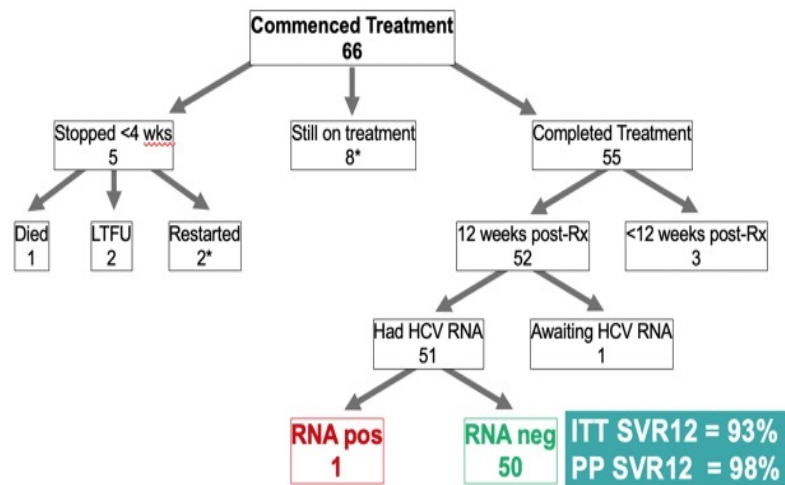 Commenced Treatment
66
Stopped <4 wks
5
Still on treatment
8*
Completed Treatment
55
Died
1
LTFU
2
Restarted
2*
12 weeks post-Rx
52
<12 weeks post-Rx
3
Had HCV RNA
51
Awaiting HCV RNA
1
RNA pos
1
RNA neg
50
ITT SVR12 = 93%
PP SVR12 = 98%